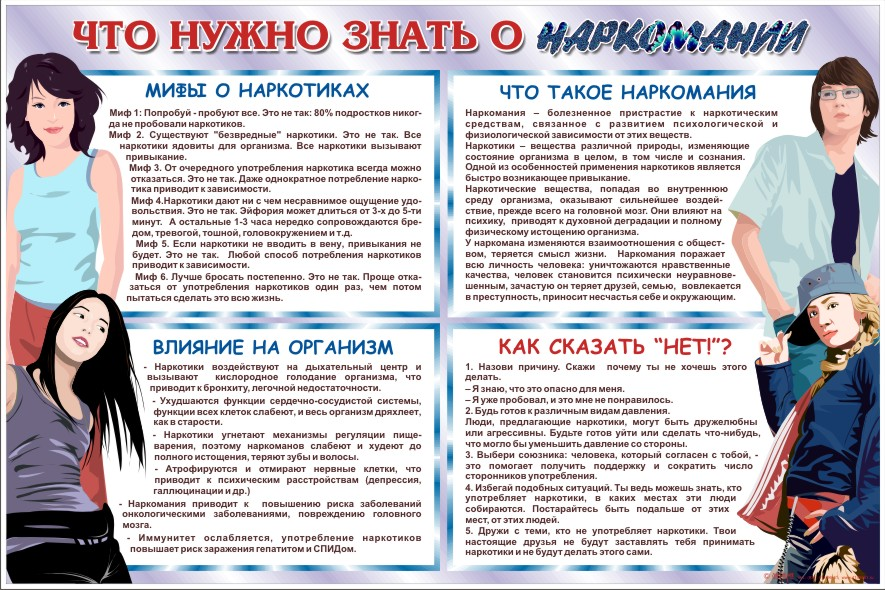 ЧТО НУЖНО ЗНАТЬ О НАРКОМАНИИ
МИФЫ О НАРКОТИКАХ
Миф 1: Попробуй - пробуют все. Это не так: 80% подростков никог-
да не пробовали наркотиков.
Миф 2. Существуют "безвредные" наркотики. Это не так. Все
наркотики ядовиты для организма. Все наркотики вызывают
привыкание.
Миф 3. От очередного употребления наркотика всегда можно
отказаться. Это не так. Даже однократное потребление нарко-
тика приводит к зависимости.
Миф 4.Наркотики дают ни с чем несравнимое ощущение удо-
вольствия. Это не так. Эйфория может длиться от 3-х до 5-ти
минут. А остальные 1-3 часа нередко сопровождаются бре-
дом, тревогой, тошной, головокружением и т.д.
Миф 5. Если наркотики не вводить в вену, привыкания не
будет. Это не так. Любой способ потребления наркотиков
приводит к зависимости.
Миф 6. Лучше бросать постепенно. Это не так. Проще отка-
заться от употребления наркотиков один раз, чем потом
пытаться сделать это всю жизнь.
ЧТО ТАКОЕ НАРКОМАНИЯ
Наркомания – болезненное пристрастие к наркотическим
средствам, связанное с развитием психологической и
физиологической зависимости от этих веществ.
Наркотики – вещества различной природы, изменяющие
состояние организма в целом, в том числе и сознания.
Одной из особенностей применения наркотиков является
быстро возникающее привыкание.
Наркотические вещества, попадая во внутреннюю
среду организма, оказывают сильнейшее воздей-
ствие, прежде всего на головной мозг. Они влияют на
психику, приводят к духовной деградации и полному
физическому истощению организма.
У наркомана изменяются взаимоотношения с общест-
вом, теряется смысл жизни. Наркомания поражает
всю личность человека: уничтожаются нравственные
качества, человек становится психически неуравнове-
шенным, зачастую он теряет друзей, семью, вовлекается
в преступность, приносит несчастья себе и окружающим.
ВЛИЯНИЕ НА ОРГАНИЗМ
- Наркотики воздействуют на дыхательный центр и
вызывают кислородное голодание организма, что
приводит к бронхиту, легочной недостаточности.
- Ухудшаются функции сердечно-сосудистой системы,
функции всех клеток слабеют, и весь организм дряхлеет,
как в старости.
- Наркотики угнетают механизмы регуляции пище-
варения, поэтому наркоманов слабеют и худеют до
полного истощения, теряют зубы и волосы.
- Атрофируются и отмирают нервные клетки, что
приводит к психическим расстройствам (депрессия,
галлюцинации и др.)
- Наркомания приводит к повышению риска заболеваний
онкологическими заболеваниями, повреждению головного
мозга.
- Иммунитет ослабляется, употребление наркотиков
повышает риск заражения гепатитом и СПИДом.
КАК СКАЗАТЬ “НЕТ!”?
1. Назови причину. Скажи почему ты не хочешь этого
делать.
– Я знаю, что это опасно для меня.
– Я уже пробовал, и это мне не понравилось.
2. Будь готов к различным видам давления.
Люди, предлагающие наркотики, могут быть дружелюбны
или агрессивны. Будьте готов уйти или сделать что-нибудь,
что могло бы уменьшить давление со стороны.
3. Выбери союзника: человека, который согласен с тобой, -
это помогает получить поддержку и сократить число
сторонников употребления.
4. Избегай подобных ситуаций. Ты ведь можешь знать, кто
употребляет наркотики, в каких местах эти люди
собираются. Постарайтесь быть подальше от этих
мест, от этих людей.
5. Дружи с теми, кто не употребляет наркотики. Твои
настоящие друзья не будут заставлять тебя принимать
наркотики и не будут делать этого сами.